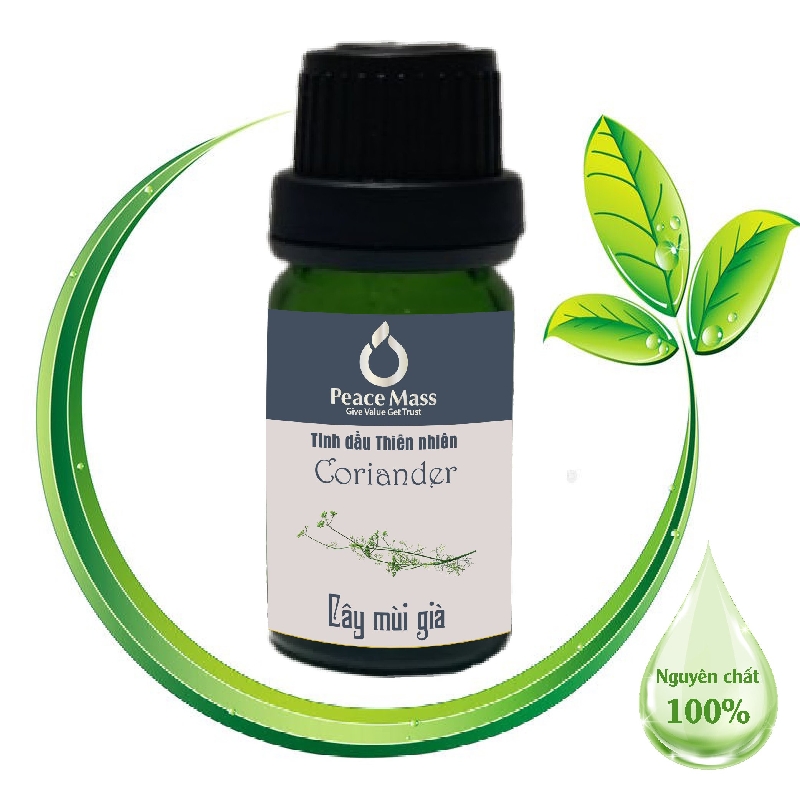 Peace Mass
Give Value Get Trust
Tinh dầu Thiên nhiên
Coriander
Cây mùi già
Nguyên chất
100%